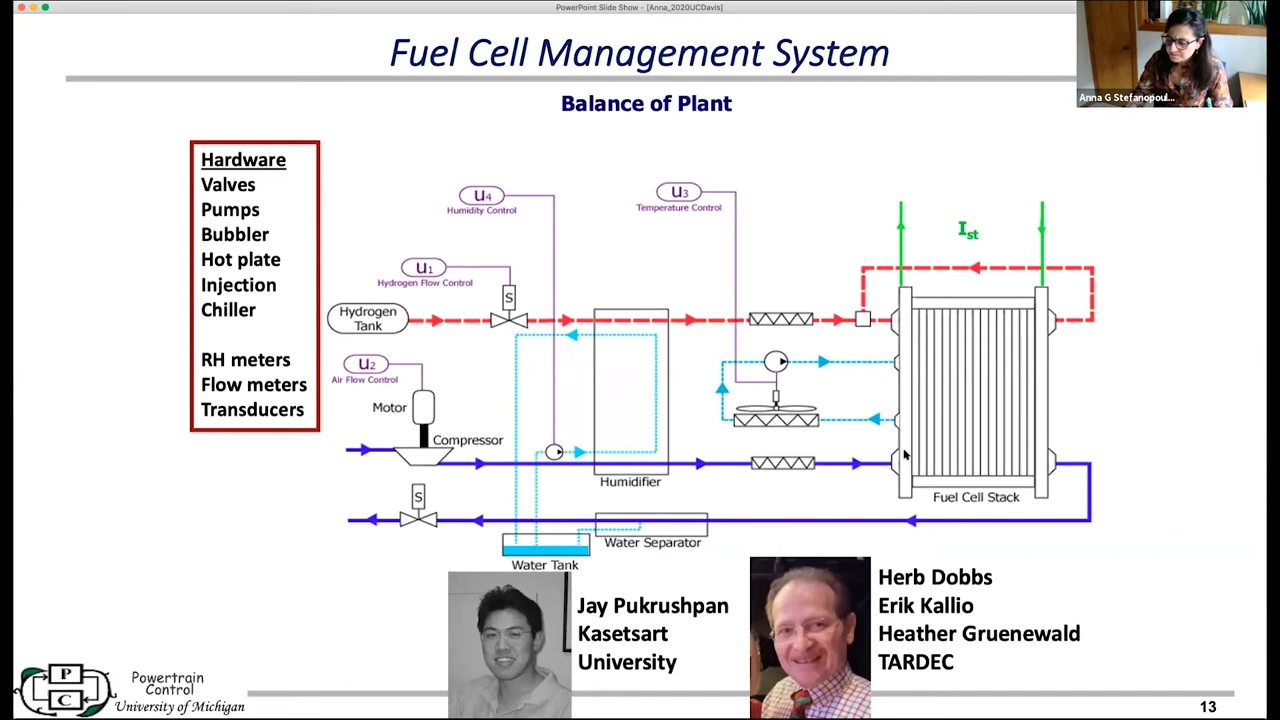 PowerPoint Slide Show - [Anna_2020UCDavis]
Fuel Cell Management System
Anna G Stefanopoul...
Balance of Plant
Hardware
Valves
Pumps
Bubbler
Hot plate
Injection
Chiller
RH meters
Flow meters
Transducers
u4
Humidity Control
u3
Temperature Control
Ist
u1
Hydrogen Flow Control
S
Hydrogen
Tank
u2
Air Flow Control
Motor
Compressor
Humidifier
Fuel Cell Stack
S
Water Separator
Water Tank
Jay Pukrushpan
Kasetsart
University
Herb Dobbs
Erik Kallio
Heather Gruenewald
TARDEC
P
C
Powertrain
Control
University of Michigan
13